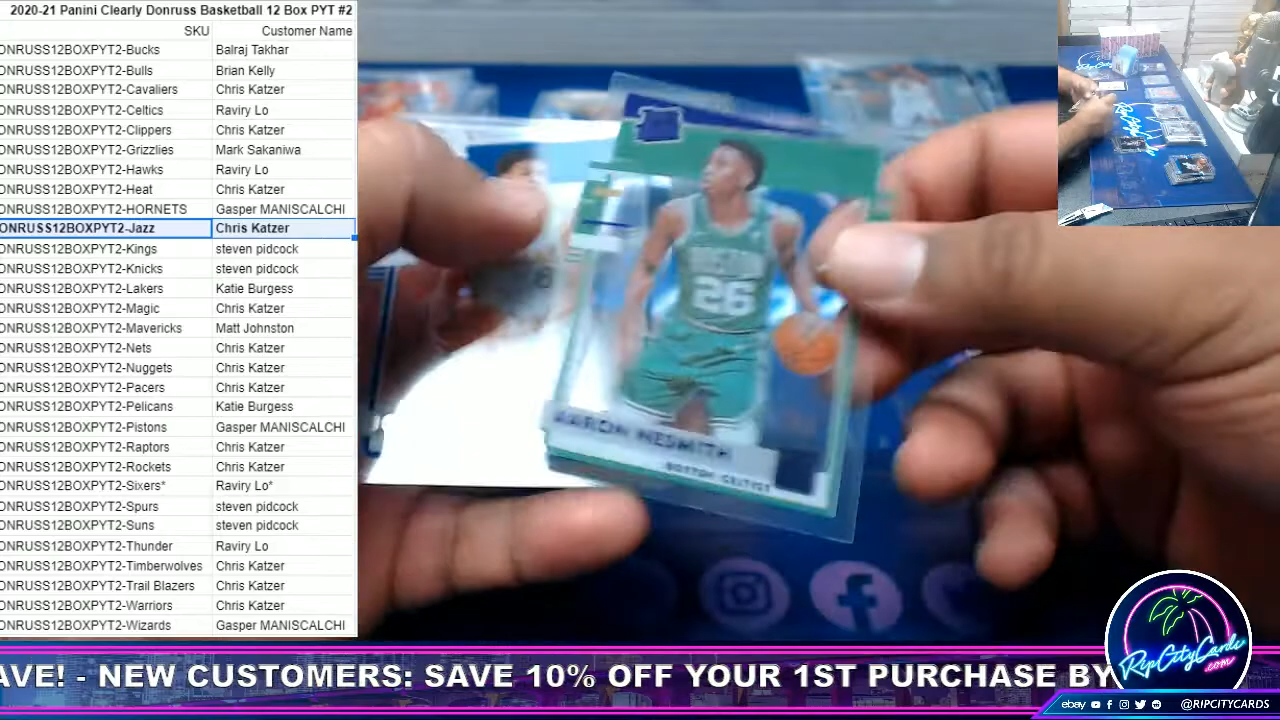 2020-21 Panini Clearly Donruss Basketball 12 Box PYT #2
SKU Customer Name
ONRUSS12BOXPYT2-Bucks Balraj Takhar
ONRUSS12BOXPYT2-Bulls Brian Kelly
ONRUSS12BOXPYT2-Cavaliers Chris Katzer
ONRUSS12BOXPYT2-Celtics Raviry Lo
ONRUSS12BOXPYT2-Clippers Chris Katzer
ONRUSS12BOXPYT2-Grizzlies Mark Sakaniwa
ONRUSS12BOXPYT2-Hawks Raviry Lo
ONRUSS12BOXPYT2-Heat Chris Katzer
ONRUSS12BOXPYT2-HORNETS Gasper MANISCALCHI
ONRUSS12BOXPYT2-Jazz Chris Katzer
ONRUSS12BOXPYT2-Kings steven pidcock
ONRUSS12BOXPYT2-Knicks steven pidcock
ONRUSS12BOXPYT2-Lakers Katie Burgess
ONRUSS12BOXPYT2-Magic Chris Katzer
ONRUSS12BOXPYT2-Mavericks Matt Johnston
ONRUSS12BOXPYT2-Nets Chris Katzer
ONRUSS12BOXPYT2-Nuggets Chris Katzer
ONRUSS12BOXPYT2-Pacers Chris Katzer
ONRUSS12BOXPYT2-Pelicans Katie Burgess
ONRUSS12BOXPYT2-Pistons Gasper MANISCALCHI
ONRUSS12BOXPYT2-Raptors Chris Katzer
ONRUSS12BOXPYT2-Rockets Chris Katzer
ONRUSS12BOXPYT2-Sixers* Raviry Lo*
ONRUSS12BOXPYT2-Spurs steven pidcock
ONRUSS12BOXPYT2-Suns steven pidcock
ONRUSS12BOXPYT2-Thunder Raviry Lo
ONRUSS12BOXPYT2-Timberwolves Chris Katzer
ONRUSS12BOXPYT2-Trail Blazers Chris Katzer
ONRUSS12BOXPYT2-Warriors Chris Katzer
ONRUSS12BOXPYT2-Wizards Gasper MANISCALCHI
BOSTON
26
AARON NESMITH
BOSTON CELTICS
AVE! - NEW CUSTOMERS: SAVE 10% OFF YOUR 1ST PURCHASE BY
RipCityCards
.com
ebay @RIPCITYCARDS